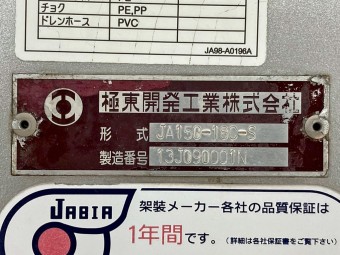 チョク PE,PP
ドレンホース PVC
JA98-A0196A
極東開発工業株式会社
形式 JA15C-15C-S
製造番号 13J090001N
JABIA
架装メーカー各社の品質保証は
1年間です。(詳細は各社保証書をご覧下さい)